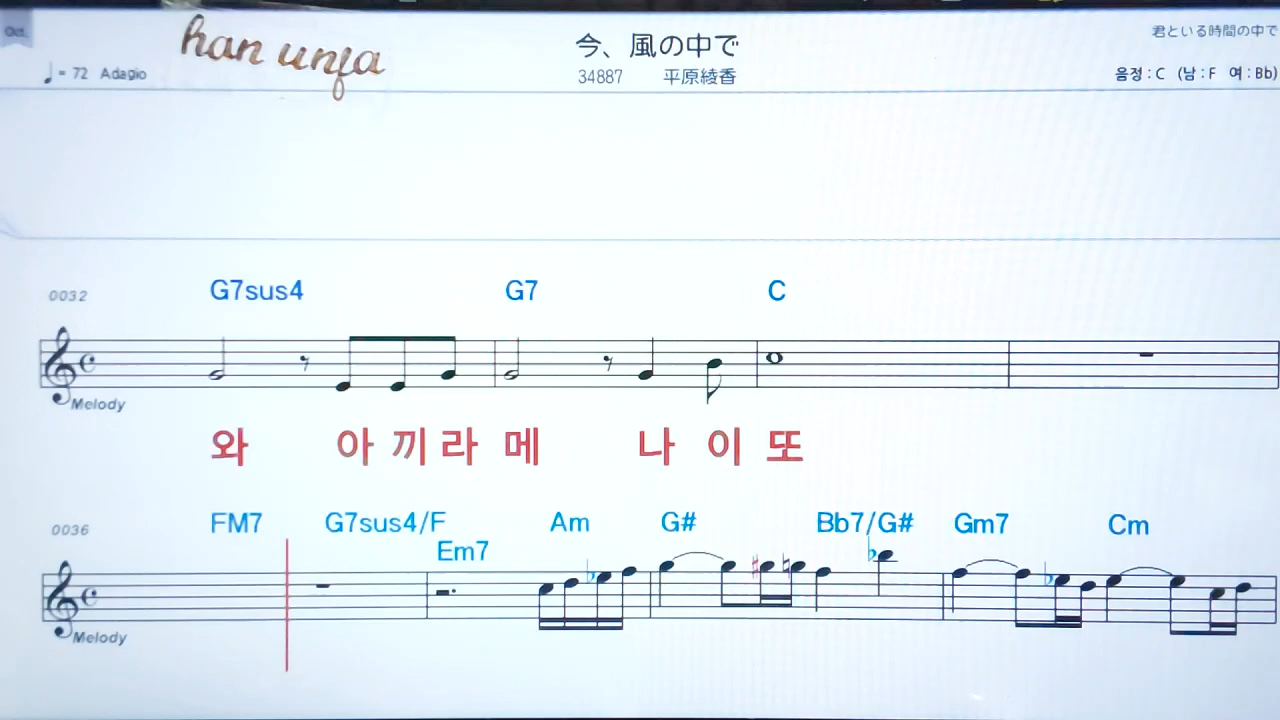 Oct.
han unja
今、風の中で
君といる時間の中で
♩= 72 Adagio
34887 平原綾香
음정 : C (남 : F 여 : Bb)
0032 G7sus4 G7 C
Melody
와 아 끼 라 메 나 이 또
0036 FM7 G7sus4/F Em7 Am G# Bb7/G# Gm7 Cm
Melody